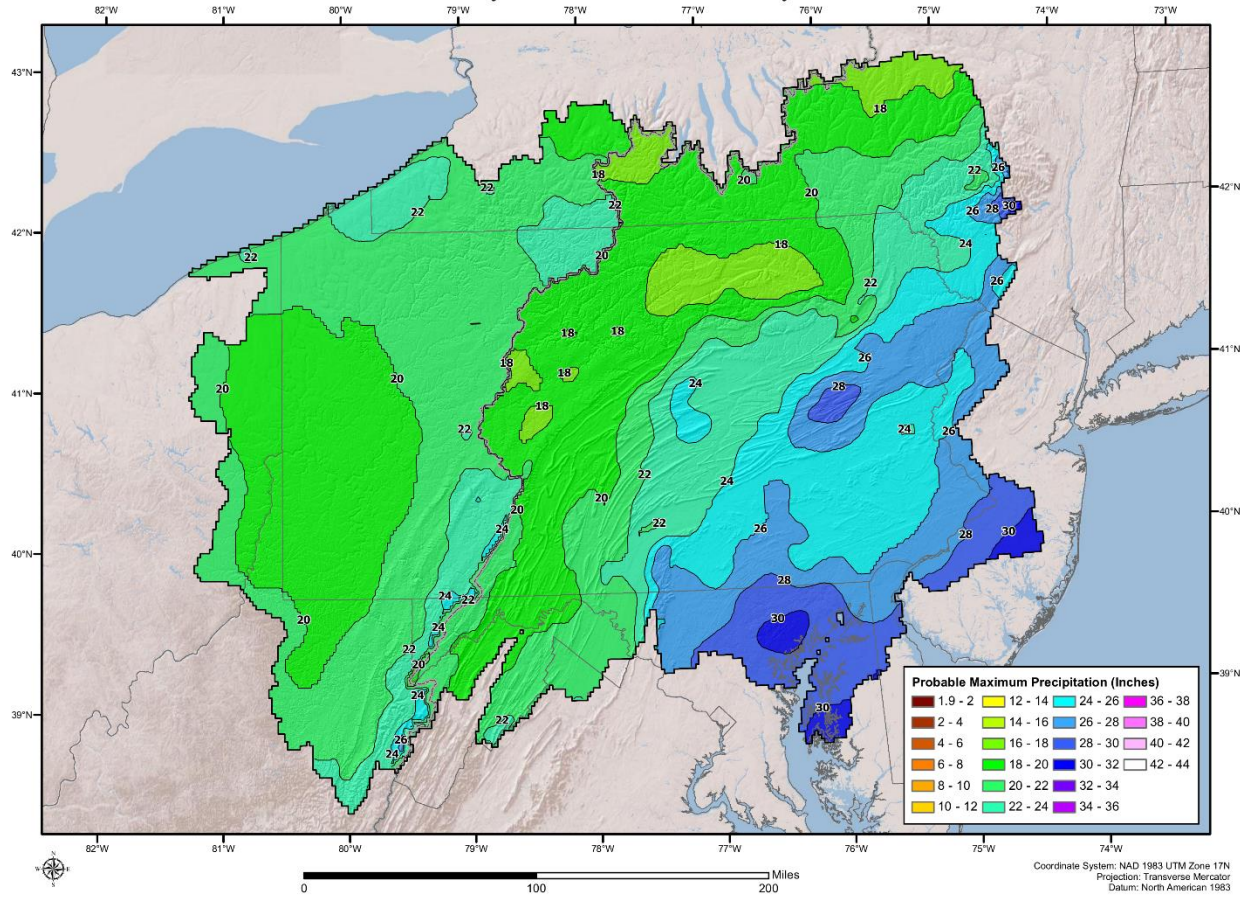 82°W 81°W 80°W 79°W 78°W 77°W 76°W 75°W 74°W 73°W
43°N
43°N
18
22 18 20 22 26
20
42°N
22 22 26 28 30
42°N
22 20 18 24
22 26
18 18
41°N
18 18 26
20 20 24 28
41°N
18
22 24 26
22 24
20
20
40°N
24 22 26 28 30
40°N
28
24 22
20 24 30
22
20
39°N
24
39°N
22 30
26
24
Probable Maximum Precipitation (Inches)
1.9 - 2 12 - 14 24 - 26 36 - 38
2 - 4 14 - 16 26 - 28 38 - 40
4 - 6 16 - 18 28 - 30 40 - 42
6 - 8 18 - 20 30 - 32 42 - 44
8 - 10 20 - 22 32 - 34
10 - 12 22 - 24 34 - 36
82°W 81°W 80°W 79°W 78°W 77°W 76°W 75°W 74°W
N
W E
S
Miles
0 100 200
Coordinate System: NAD 1983 UTM Zone 17N
Projection: Transverse Mercator
Datum: North American 1983